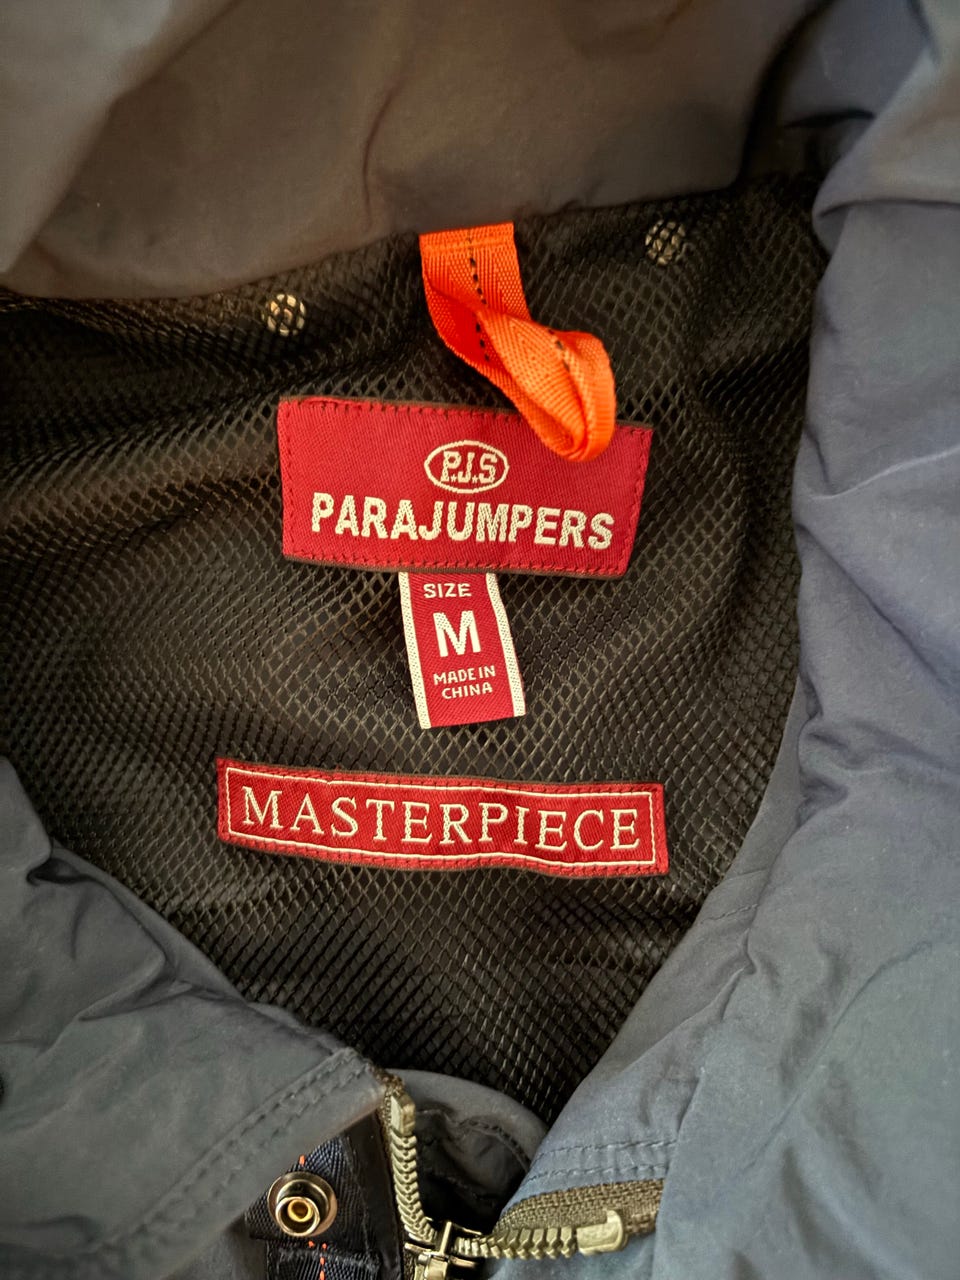 P.J.S
PARAJUMPERS
SIZE
M
MADE IN
CHINA
MASTERPIECE